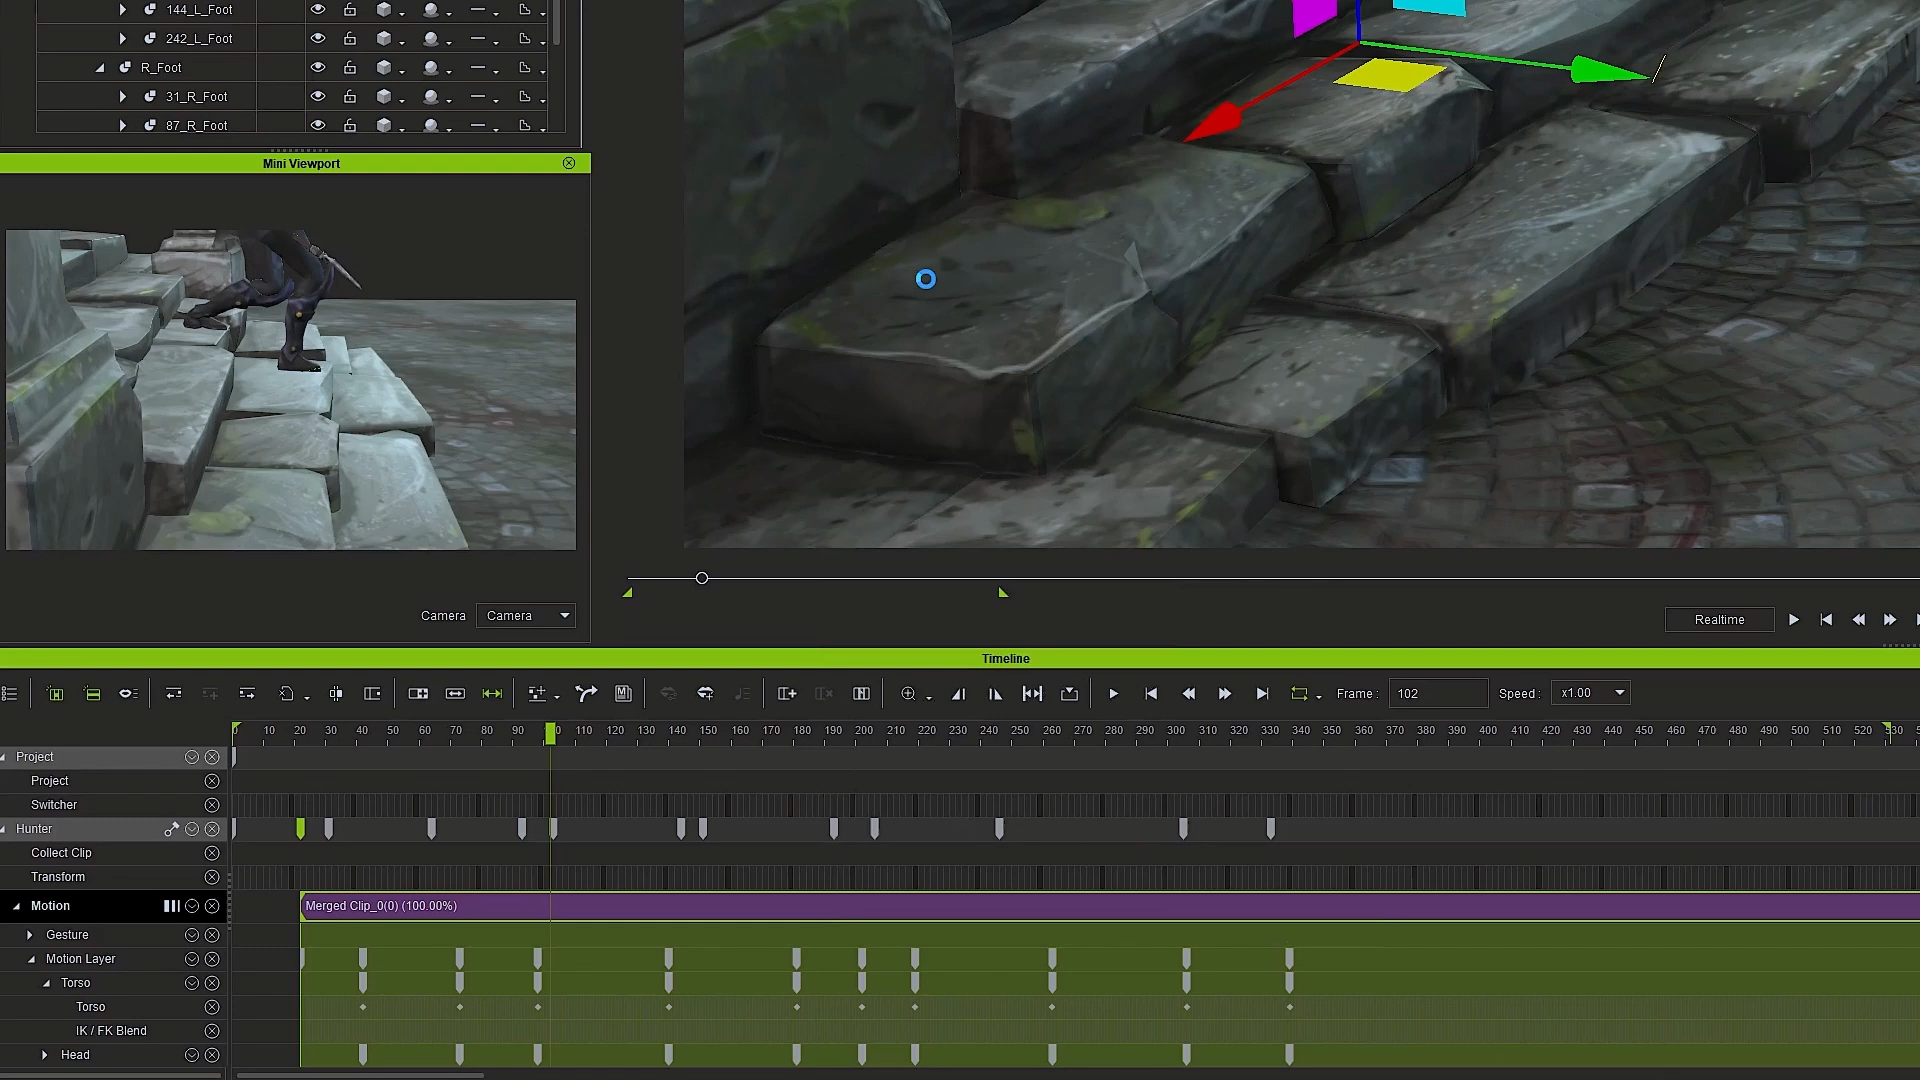 144_L_Foot
242_L_Foot
R_Foot
31_R_Foot
87_R_Foot
Mini Viewport
Camera Camera
Realtime
Timeline
Frame : 102 Speed : x1.00
0 10 20 30 40 50 60 70 80 90 110 120 130 140 150 160 170 180 190 200 210 220 230 240 250 260 270 280 290 300 310 320 330 340 350 360 370 380 390 400 410 420 430 440 450 460 470 480 490 500 510 520 530
Project
Project
Switcher
Hunter
Collect Clip
Transform
Motion Merged Clip_0(0) (100.00%)
Gesture
Motion Layer
Torso
Torso
IK / FK Blend
Head